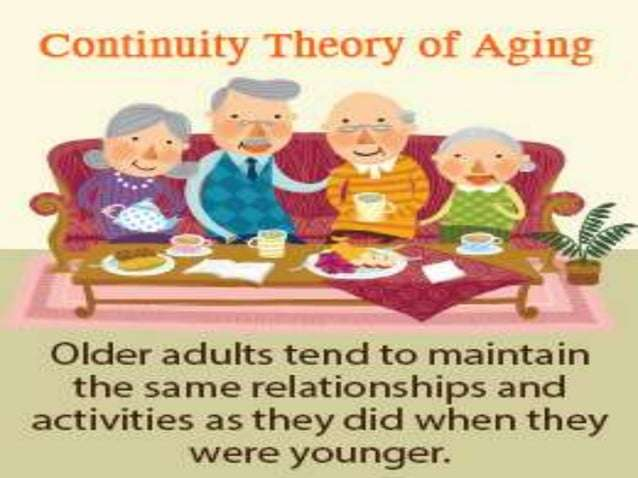 Continuity Theory of Aging
Older adults tend to maintain
the same relationships and
activities as they did when they
were younger.